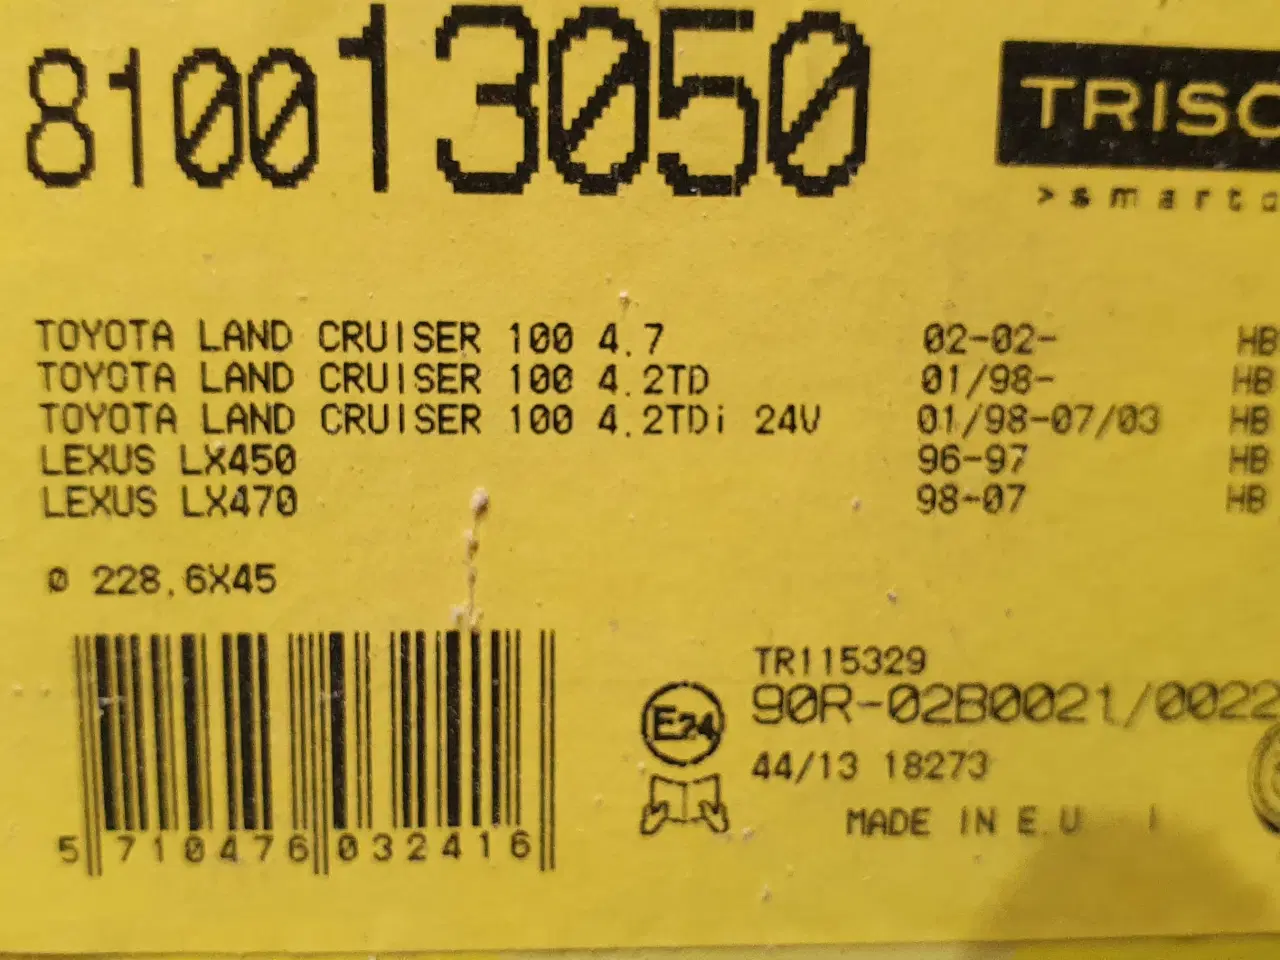 810013050
TRISC
>smart
TOYOTA LAND CRUISER 100 4.7 02-02- HB
TOYOTA LAND CRUISER 100 4.2TD 01/98- HB
TOYOTA LAND CRUISER 100 4.2TDi 24V 01/98-07/03 HB
LEXUS LX450 96-97 HB
LEXUS LX470 98-07 HB
Ø 228,6X45
TR115329
E24 90R-02B0021/0022
44/13 18273
MADE IN E.U
5 710476 032416